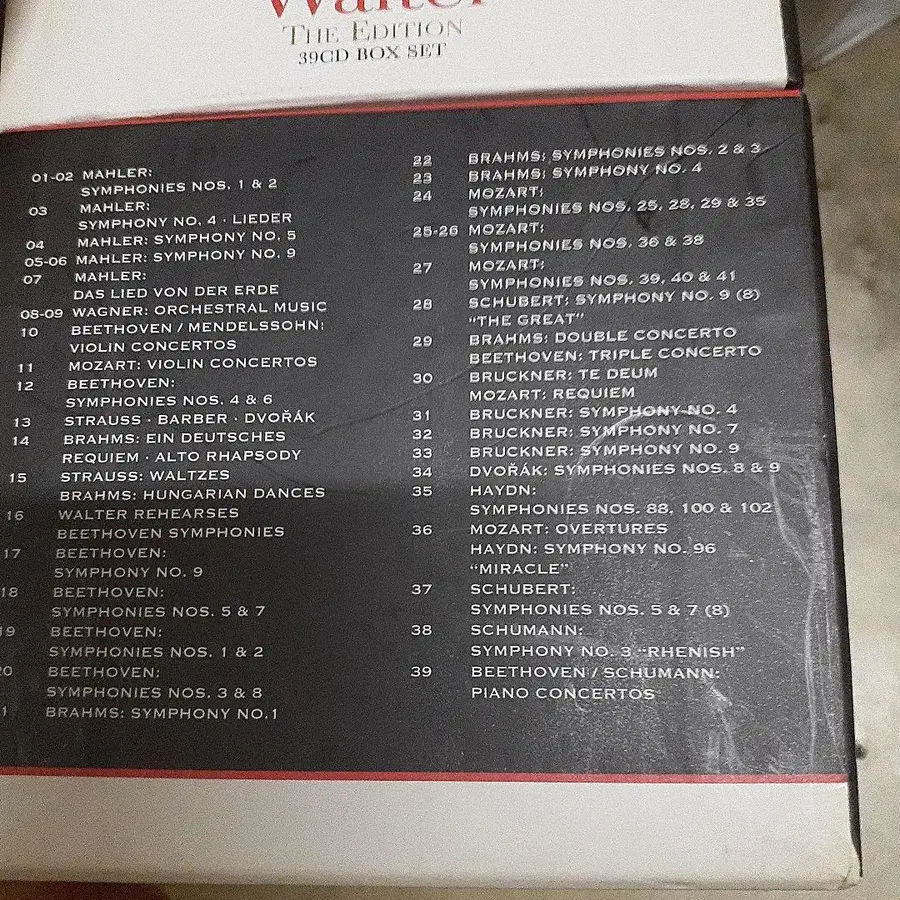 Walter
THE EDITION
39CD BOX SET
01-02 MAHLER:
SYMPHONIES NOS. 1 & 2
03 MAHLER:
SYMPHONY NO. 4 · LIEDER
04 MAHLER: SYMPHONY NO. 5
05-06 MAHLER: SYMPHONY NO. 9
07 MAHLER:
DAS LIED VON DER ERDE
08-09 WAGNER: ORCHESTRAL MUSIC
10 BEETHOVEN / MENDELSSOHN:
VIOLIN CONCERTOS
11 MOZART: VIOLIN CONCERTOS
12 BEETHOVEN:
SYMPHONIES NOS. 4 & 6
13 STRAUSS · BARBER · DVOŘÁK
14 BRAHMS: EIN DEUTSCHES
REQUIEM · ALTO RHAPSODY
15 STRAUSS: WALTZES
BRAHMS: HUNGARIAN DANCES
16 WALTER REHEARSES
BEETHOVEN SYMPHONIES
17 BEETHOVEN:
SYMPHONY NO. 9
18 BEETHOVEN:
SYMPHONIES NOS. 5 & 7
19 BEETHOVEN:
SYMPHONIES NOS. 1 & 2
0 BEETHOVEN:
SYMPHONIES NOS. 3 & 8
1 BRAHMS: SYMPHONY NO.1
22 BRAHMS: SYMPHONIES NOS. 2 & 3
23 BRAHMS: SYMPHONY NO. 4
24 MOZART:
SYMPHONIES NOS. 25, 28, 29 & 35
25-26 MOZART:
SYMPHONIES NOS. 36 & 38
27 MOZART:
SYMPHONIES NOS. 39, 40 & 41
28 SCHUBERT: SYMPHONY NO. 9 (8)
“THE GREAT”
29 BRAHMS: DOUBLE CONCERTO
BEETHOVEN: TRIPLE CONCERTO
30 BRUCKNER: TE DEUM
MOZART: REQUIEM
31 BRUCKNER: SYMPHONY NO. 4
32 BRUCKNER: SYMPHONY NO. 7
33 BRUCKNER: SYMPHONY NO. 9
34 DVOŘÁK: SYMPHONIES NOS. 8 & 9
35 HAYDN:
SYMPHONIES NOS. 88, 100 & 102
36 MOZART: OVERTURES
HAYDN: SYMPHONY NO. 96
“MIRACLE”
37 SCHUBERT:
SYMPHONIES NOS. 5 & 7 (8)
38 SCHUMANN:
SYMPHONY NO. 3 “RHENISH”
39 BEETHOVEN / SCHUMANN:
PIANO CONCERTOS